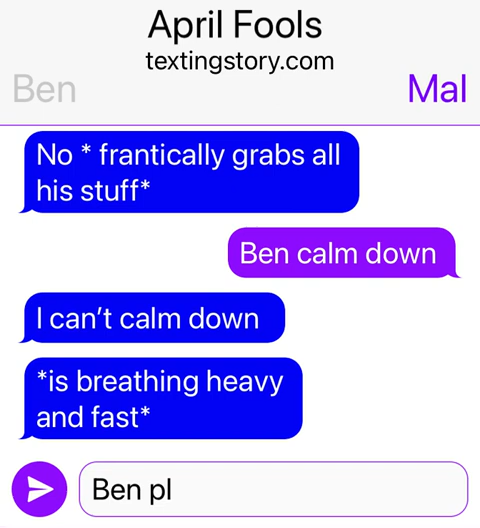 April Fools
textingstory.com
Ben Mal
No * frantically grabs all
his stuff*
Ben calm down
I can’t calm down
*is breathing heavy
and fast*
Ben pl